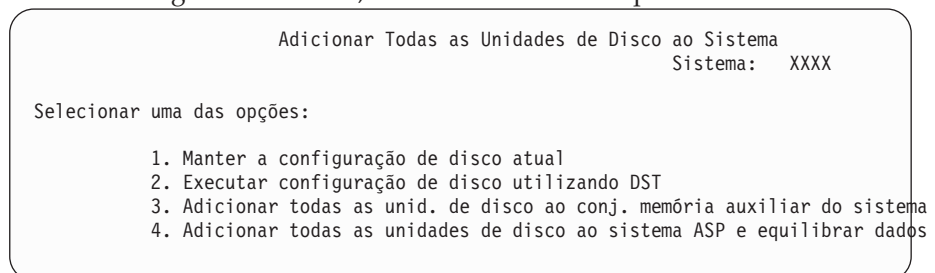 Adicionar Todas as Unidades de Disco ao Sistema
Sistema: XXXX
Selecionar uma das opções:
1. Manter a configuração de disco atual
2. Executar configuração de disco utilizando DST
3. Adicionar todas as unid. de disco ao conj. memória auxiliar do sistema
4. Adicionar todas as unidades de disco ao sistema ASP e equilibrar dados